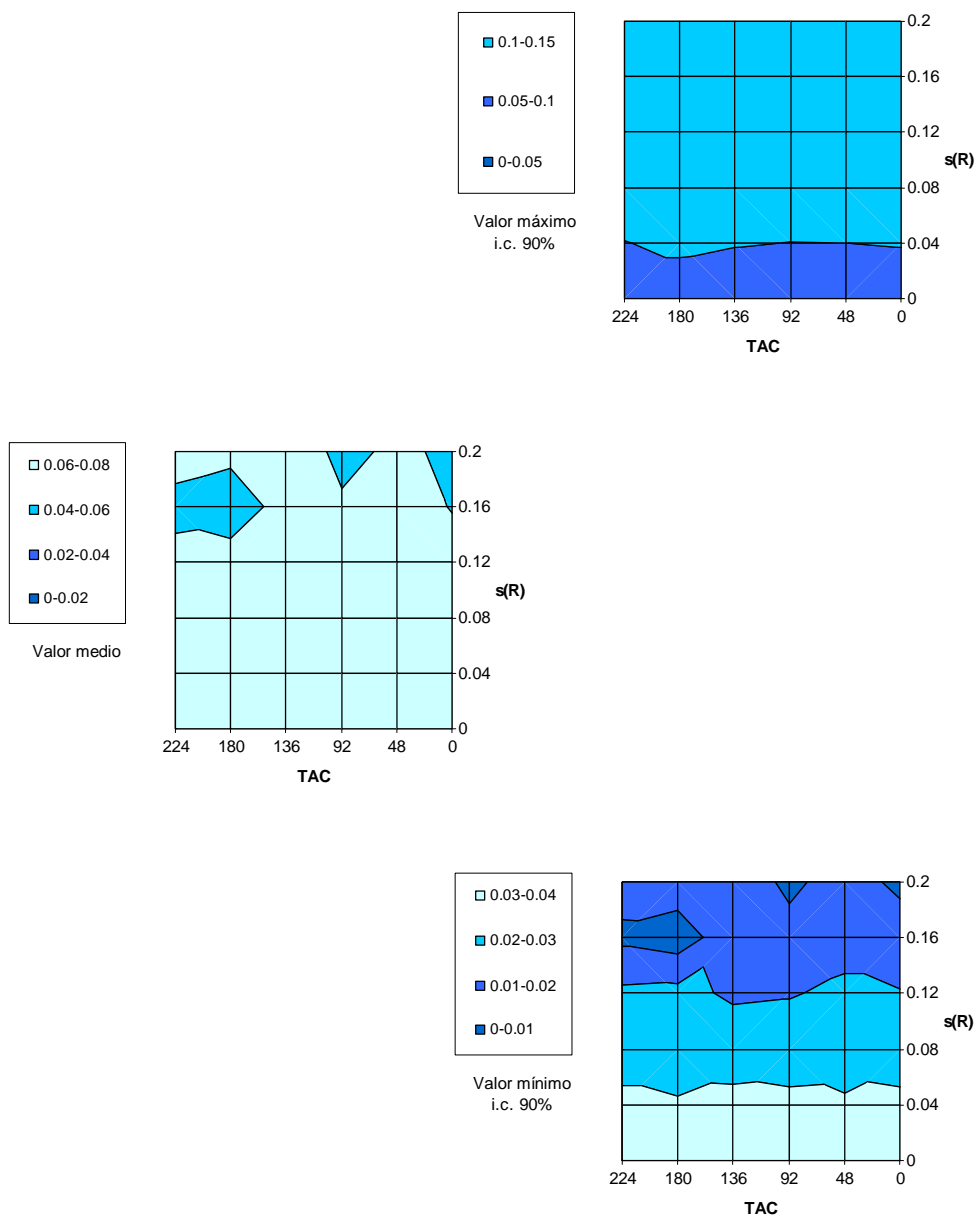 0.1-0.15
0.05-0.1
0-0.05
Valor máximo
i.c. 90%
0.2
0.16
0.12
0.08
0.04
0
s(R)
224 180 136 92 48 0
TAC
0.06-0.08
0.04-0.06
0.02-0.04
0-0.02
Valor medio
0.2
0.16
0.12
0.08
0.04
0
s(R)
224 180 136 92 48 0
TAC
0.03-0.04
0.02-0.03
0.01-0.02
0-0.01
Valor mínimo
i.c. 90%
0.2
0.16
0.12
0.08
0.04
0
s(R)
224 180 136 92 48 0
TAC